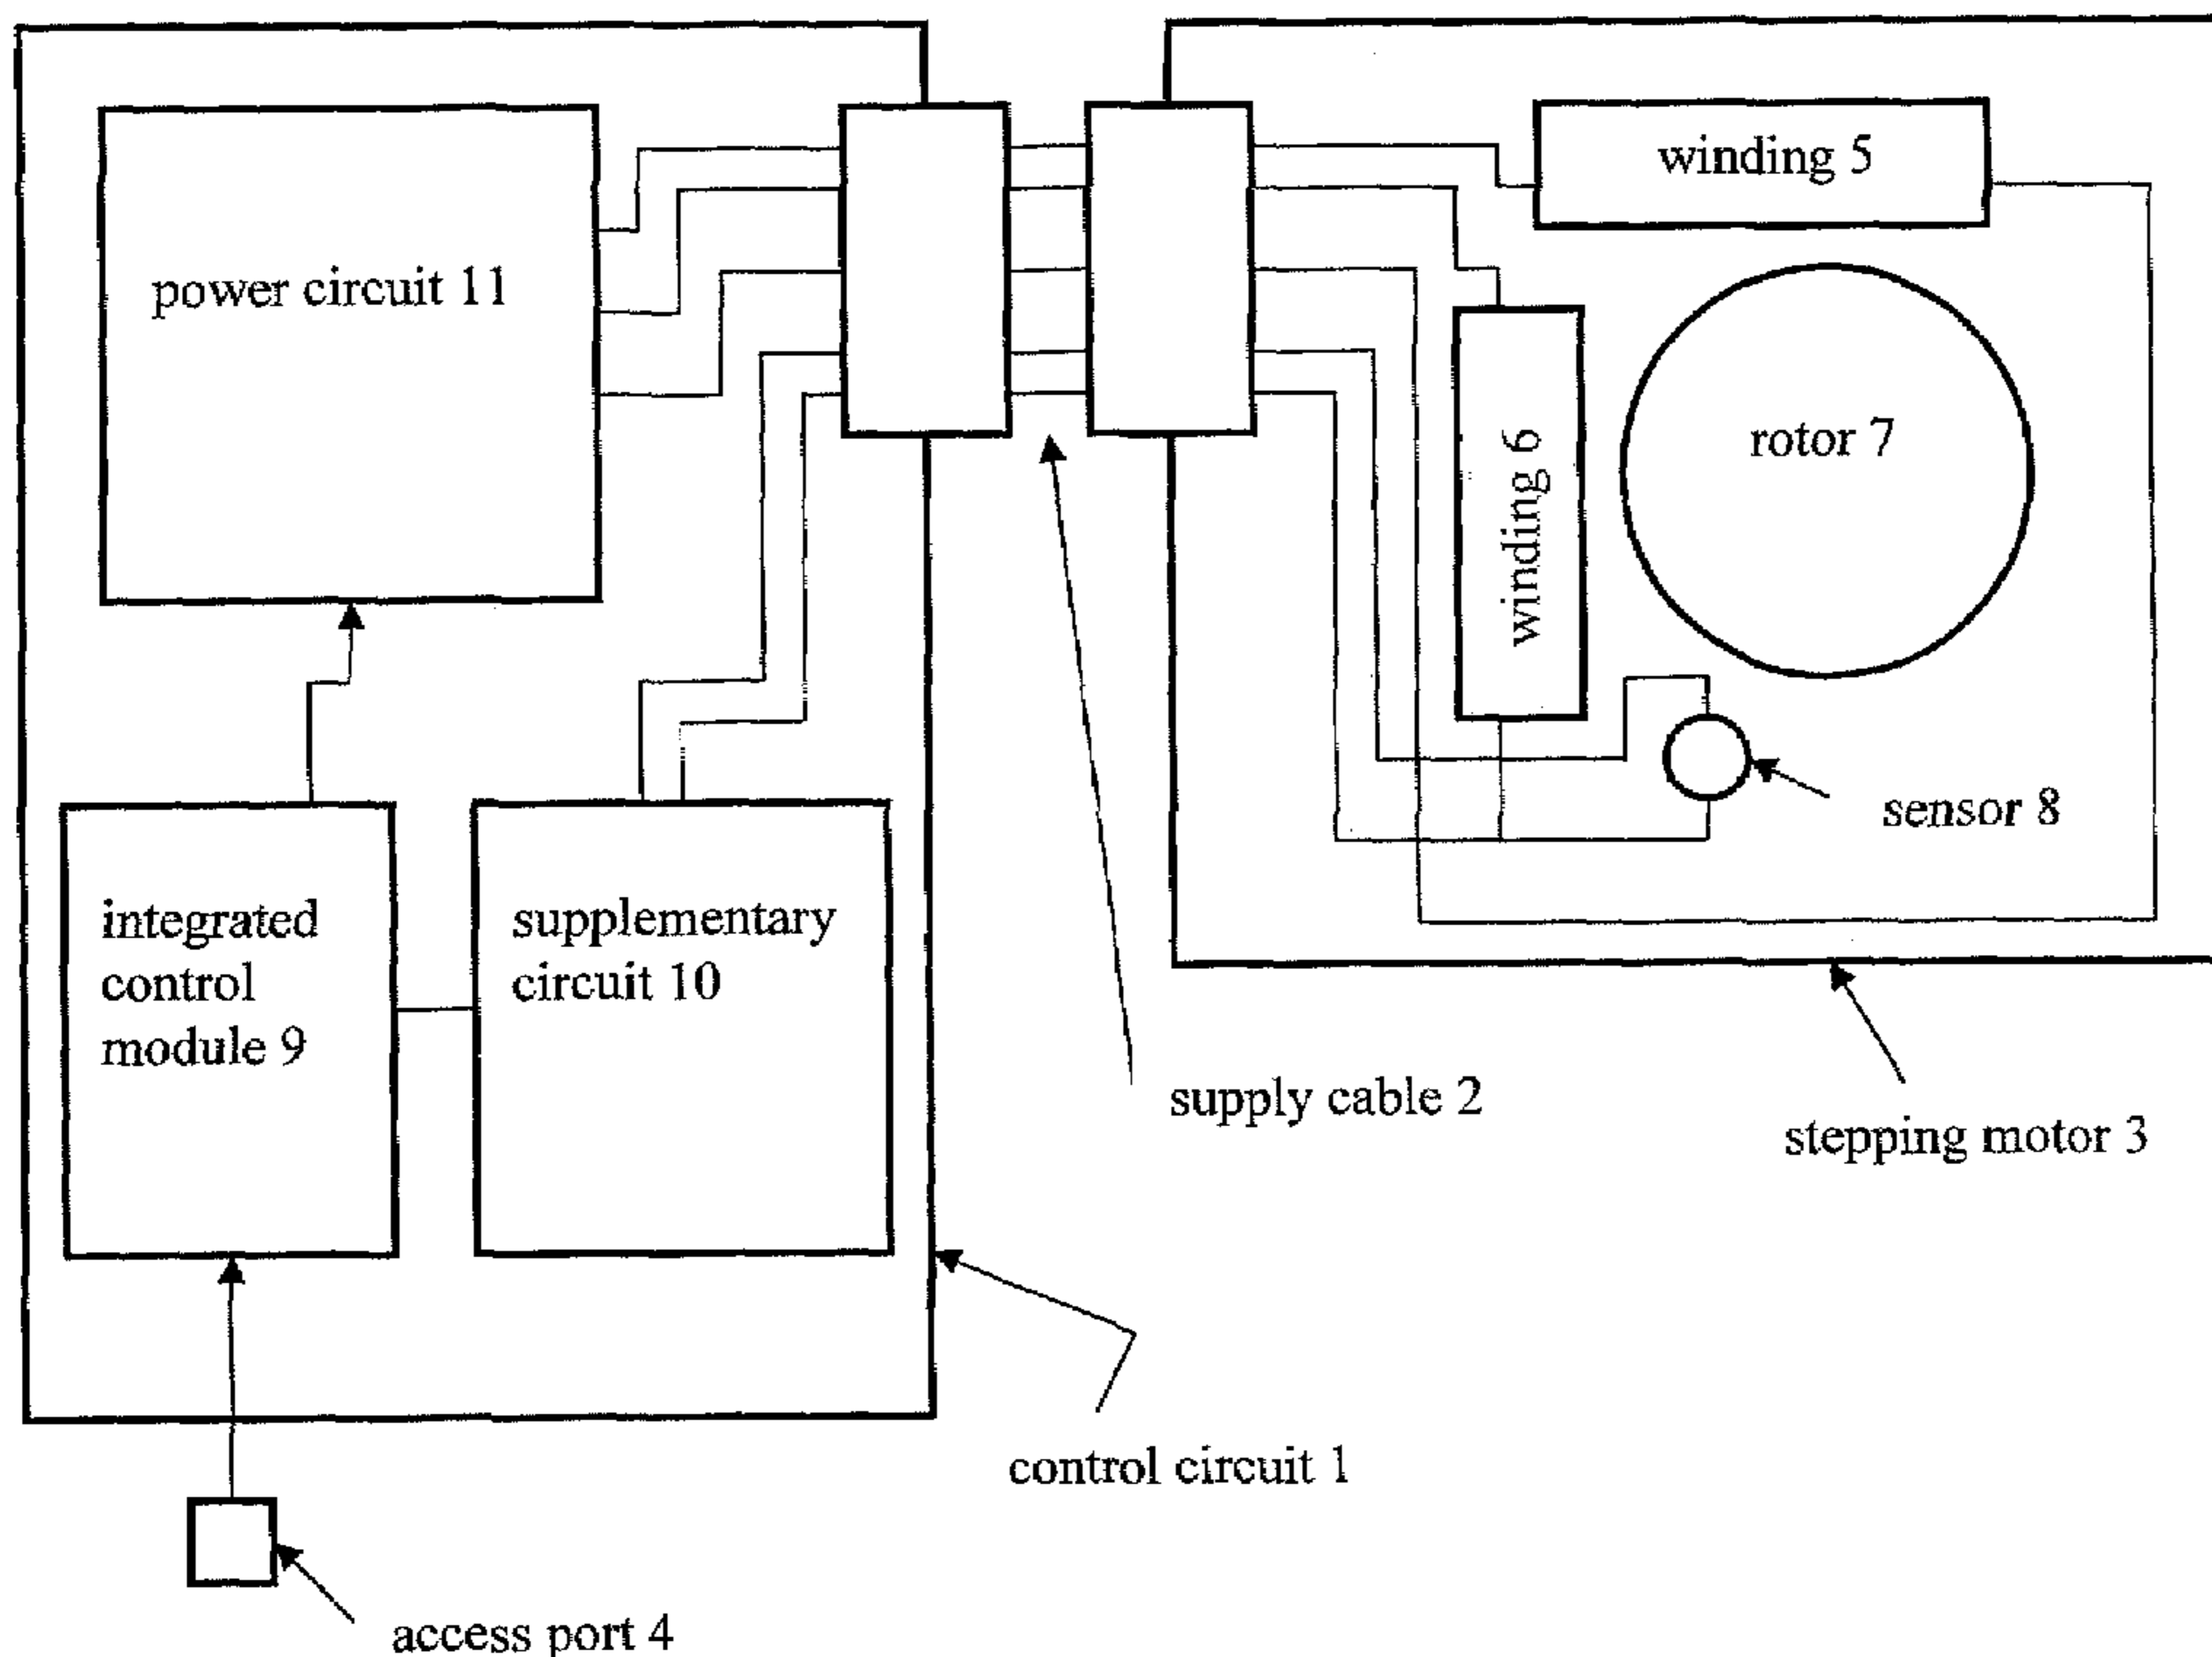 winding 5
power circuit 11
rotor 7
winding 6
sensor 8
integrated
control
module 9
supplementary
circuit 10
supply cable 2
stepping motor 3
control circuit 1
access port 4